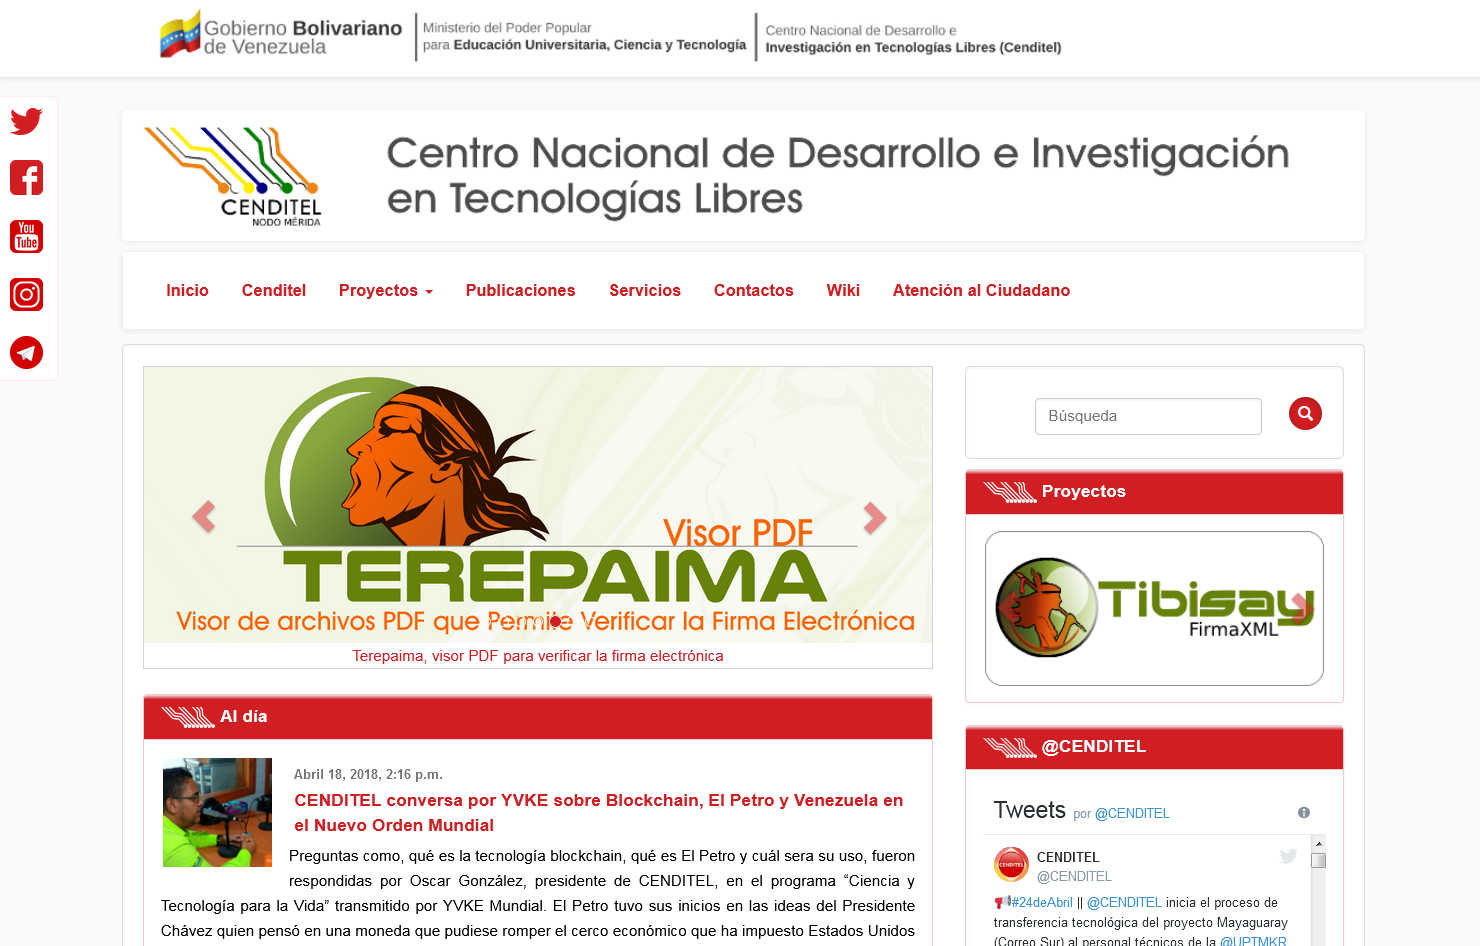 Gobierno Bolivariano
de Venezuela
Ministerio del Poder Popular
para Educación Universitaria, Ciencia y Tecnología
Centro Nacional de Desarrollo e
Investigación en Tecnologías Libres (Cenditel)
You
Tube
CENDITEL
NODO MÉRIDA
Centro Nacional de Desarrollo e Investigación
en Tecnologías Libres
Inicio Cenditel Proyectos Publicaciones Servicios Contactos Wiki Atención al Ciudadano
Visor PDF
TEREPAIMA
Visor de archivos PDF que Permite Verificar la Firma Electrónica
Terepaima, visor PDF para verificar la firma electrónica
Búsqueda
Proyectos
Tibisay
FirmaXML
Al día
Abril 18, 2018, 2:16 p.m.
CENDITEL conversa por YVKE sobre Blockchain, El Petro y Venezuela en
el Nuevo Orden Mundial
Preguntas como, qué es la tecnología blockchain, qué es El Petro y cuál sera su uso, fueron
respondidas por Oscar González, presidente de CENDITEL, en el programa “Ciencia y
Tecnología para la Vida” transmitido por YVKE Mundial. El Petro tuvo sus inicios en las ideas del Presidente
Chávez quien pensó en una moneda que pudiese romper el cerco económico que ha impuesto Estados Unidos
@CENDITEL
Tweets por @CENDITEL
CENDITEL
CENDITEL
@CENDITEL
#24deAbril || @CENDITEL inicia el proceso de
transferencia tecnológica del proyecto Mayaguaray
(Correo Sur) al personal técnicos de la @UPTMKR